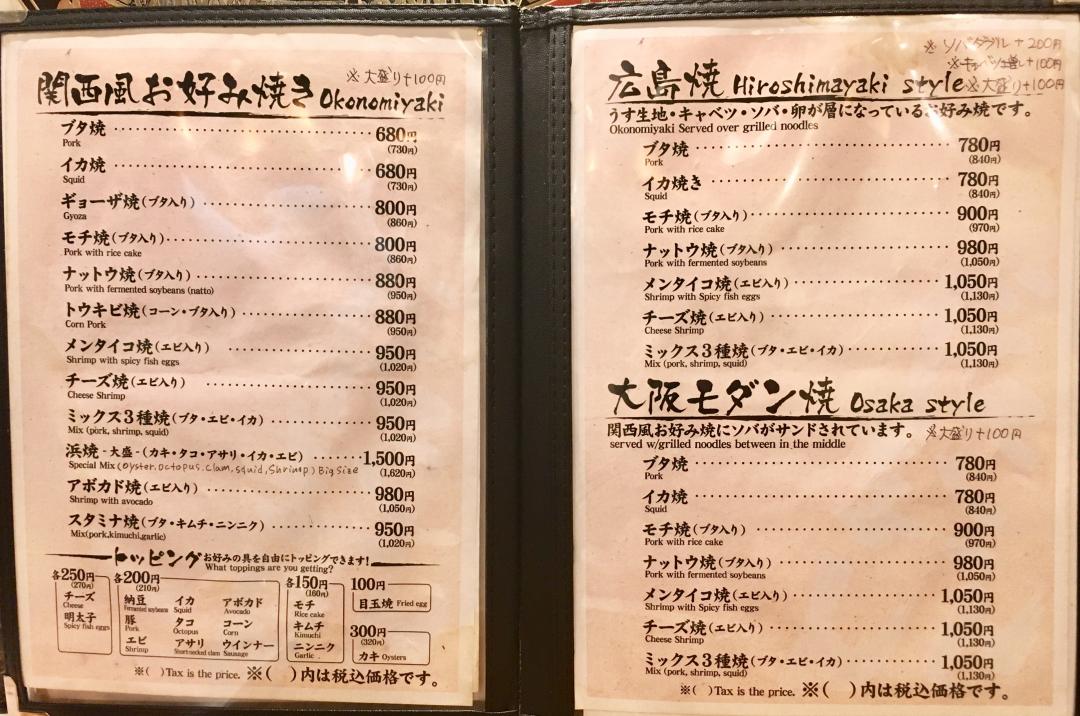 関西風お好み焼き Okonomiyaki ※大盛り+100円
ブタ焼 680円
Pork (730円)
イカ焼 680円
Squid (730円)
ギョーザ焼(ブタ入り) 800円
Gyoza (860円)
モチ焼(ブタ入り) 800円
Pork with rice cake (860円)
ナットウ焼(ブタ入り) 880円
Pork with fermented soybeans (natto) (950円)
トウキビ焼(コーン・ブタ入り) 880円
Corn Pork (950円)
メンタイコ焼(エビ入り) 950円
Shrimp with spicy fish eggs (1,020円)
チーズ焼(エビ入り) 950円
Cheese Shrimp (1,020円)
ミックス3種焼(ブタ・エビ・イカ) 950円
Mix (pork, shrimp, squid) (1,020円)
浜焼-大盛-(カキ・タコ・アサリ・イカ・エビ) 1,500円
Special Mix (Oyster. Octopus. Clam, squid, Shrimp) Big Size (1,620円)
アボカド焼(エビ入り) 980円
Shrimp with avocado (1,050円)
スタミナ焼(ブタ・キムチ・ニンニク) 950円
Mix(pork,kimuchi,garlic) (1,020円)
トッピング お好みの具を自由にトッピングできます!
What toppings are you getting?
各250円
(270円)
チーズ
Cheese
明太子
Spicy fish eggs
各200円
(210円)
納豆 イカ アボカド
Fermented soybeans Squid Avocado
豚 タコ コーン
Pork Octopus Corn
エビ アサリ ウインナー
Shrimp Short-necked clam Sausage
各150円
(160円)
モチ
Rice cake
キムチ
Kimuchi
ニンニク
Garlic
100円
目玉焼 Fried egg
300円
(320円)
カキ Oysters
※( )Tax is the price. ※( )内は税込価格です。
※ソバダブル+200円
※キャベツ増し+100円
広島焼 Hiroshimayaki style ※大盛り+100円
うす生地・キャベツ・ソバ・卵が層になっているお好み焼です。
Okonomiyaki Served over grilled noodles
ブタ焼 780円
Pork (840円)
イカ焼き 780円
Squid (840円)
モチ焼(ブタ入り) 900円
Pork with rice cake (970円)
ナットウ焼(ブタ入り) 980円
Pork with fermented soybeans (1,050円)
メンタイコ焼(エビ入り) 1,050円
Shrimp with Spicy fish eggs (1,130円)
チーズ焼(エビ入り) 1,050円
Cheese Shrimp (1,130円)
ミックス3種焼(ブタ・エビ・イカ) 1,050円
Mix (pork, shrimp, squid) (1,130円)
大阪モダン焼 Osaka style
関西風お好み焼にソバがサンドされています。 ※大盛り+100円
served w/grilled noodles between in the middle
ブタ焼 780円
Pork (840円)
イカ焼 780円
Squid (840円)
モチ焼(ブタ入り) 900円
Pork with rice cake (970円)
ナットウ焼(ブタ入り) 980円
Pork with fermented soybeans (1,050円)
メンタイコ焼(エビ入り) 1,050円
Shrimp with Spicy fish eggs (1,130円)
チーズ焼(エビ入り) 1,050円
Cheese Shrimp (1,130円)
ミックス3種焼(ブタ・エビ・イカ) 1,050円
Mix (pork, shrimp, squid) (1,130円)
※( )Tax is the price. ※( )内は税込価格です。